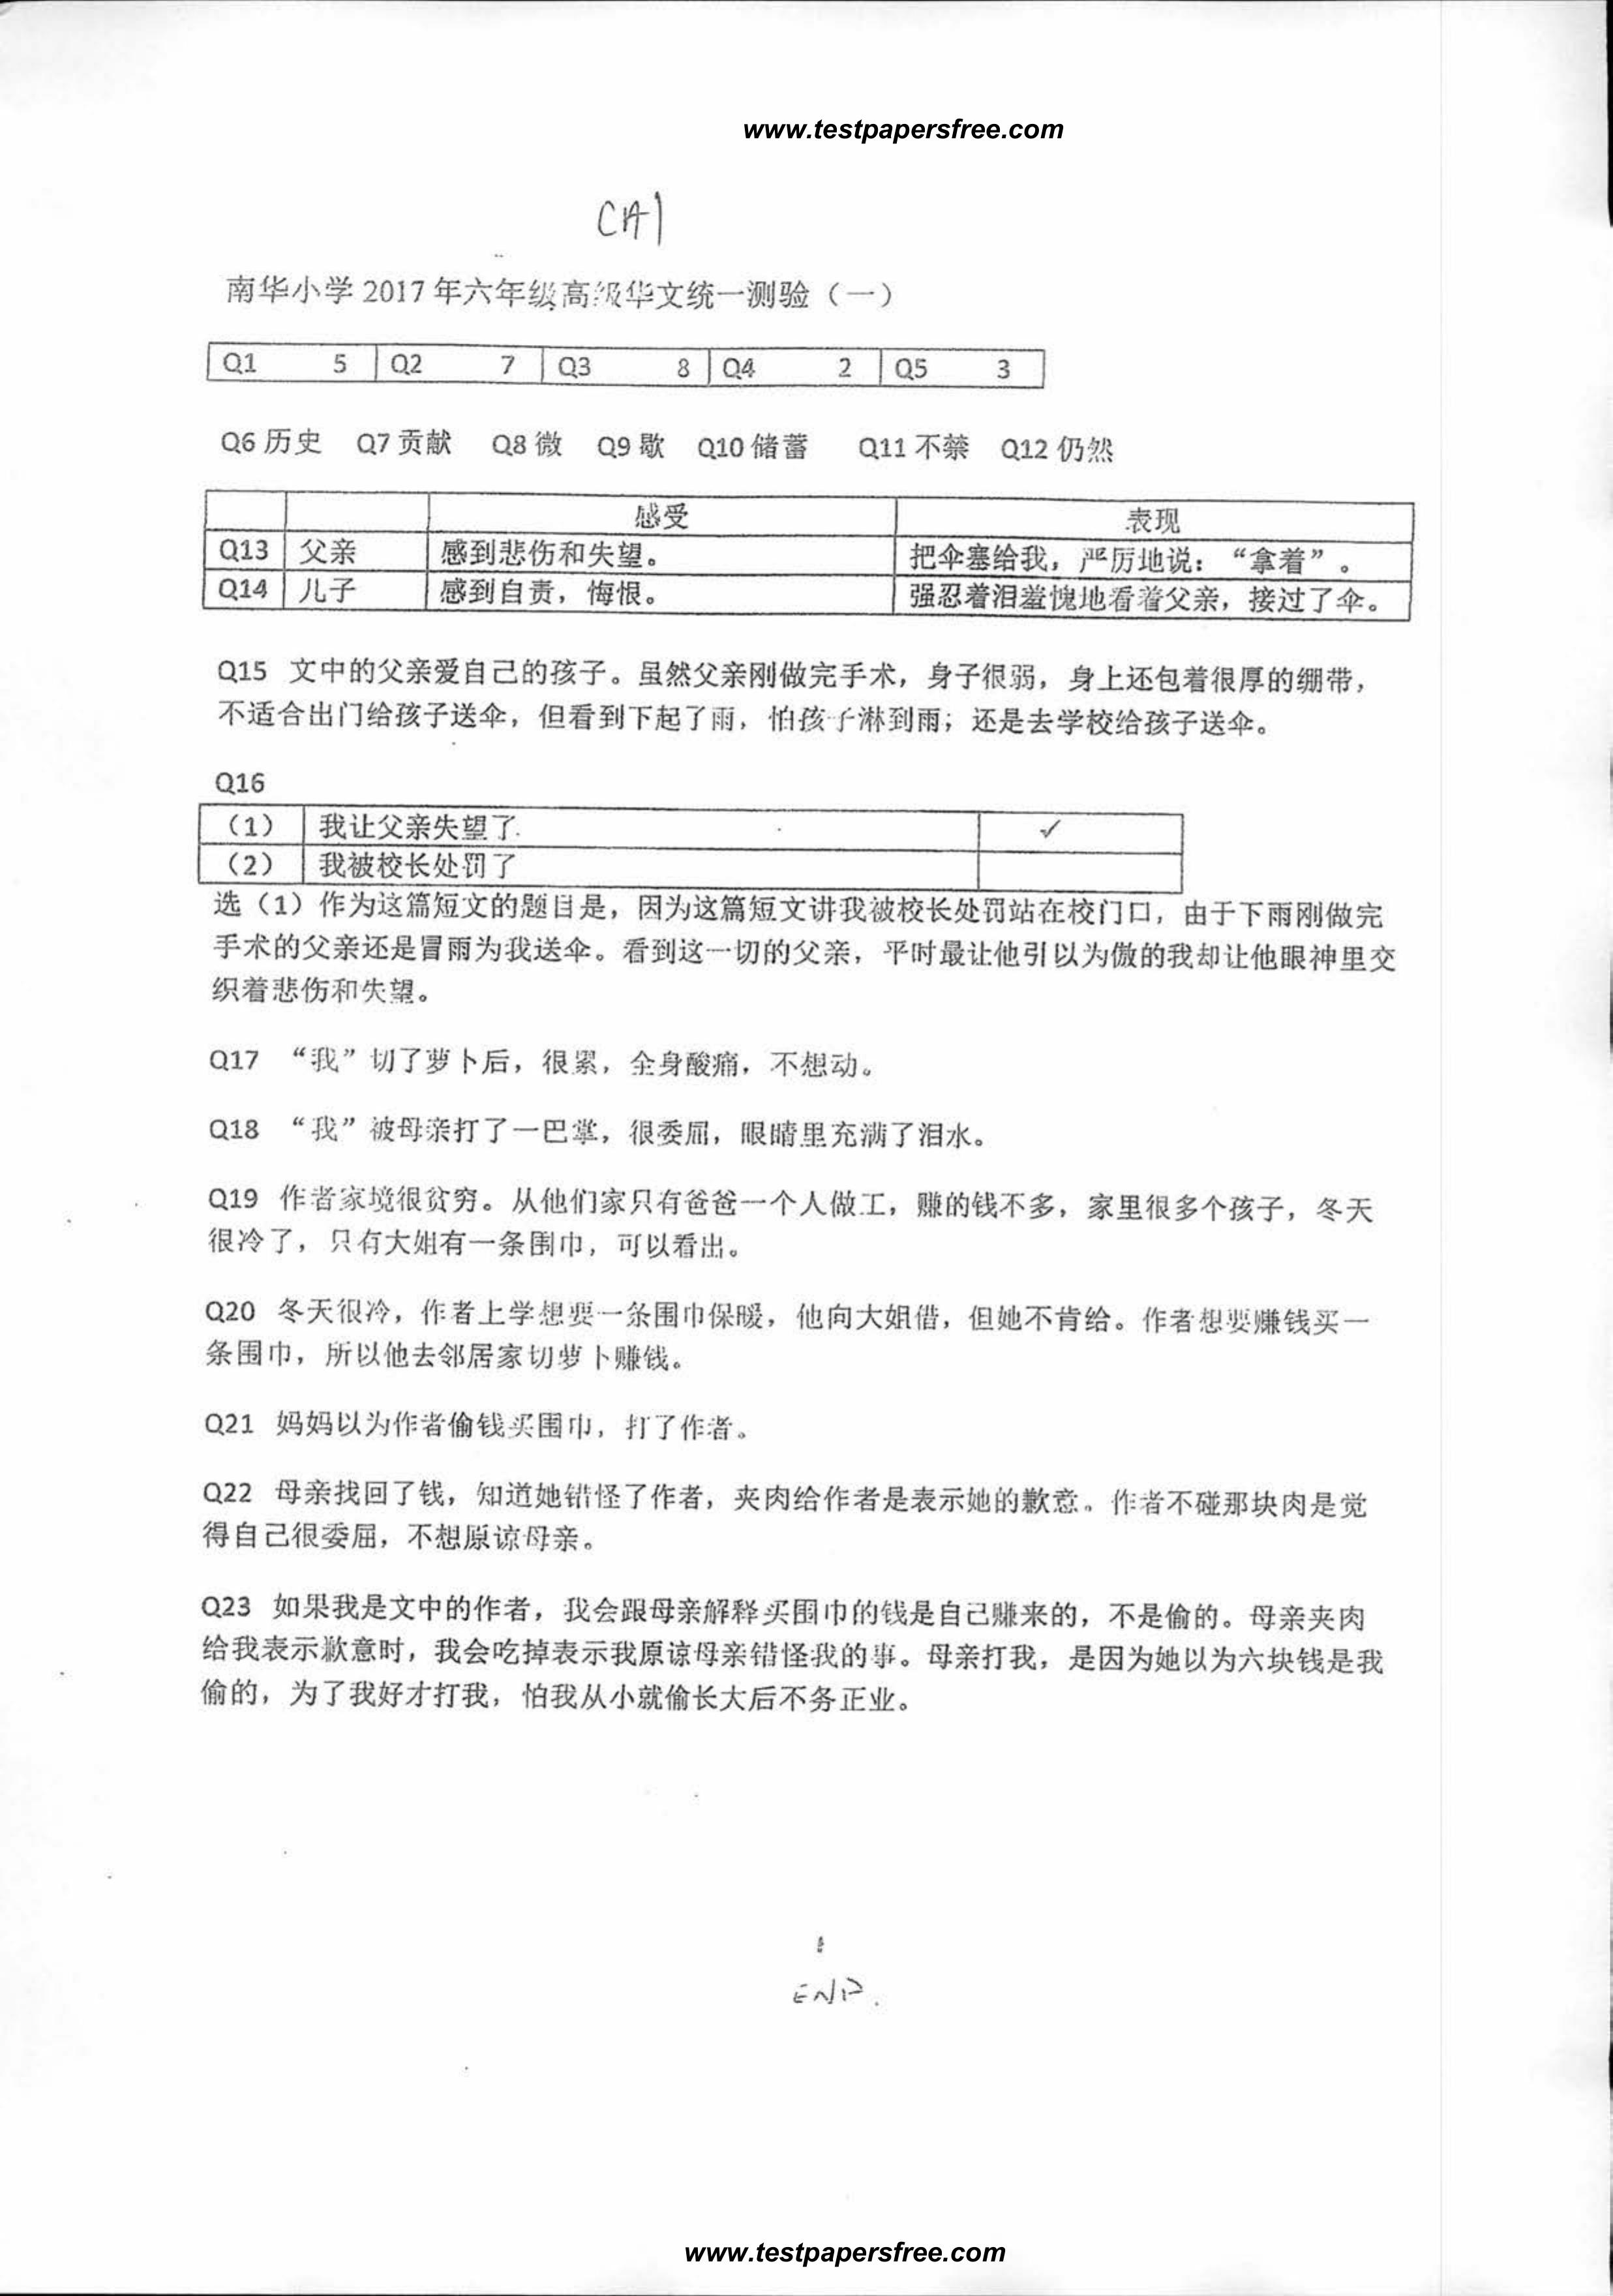 www.testpapersfree.com
CA1
南华小学 2017 年六年级高级华文统一测验（一）
Q1 5 Q2 7 Q3 8 Q4 2 Q5 3
Q6 历史 Q7 贡献 Q8 微 Q9 歇 Q10 储蓄 Q11 不禁 Q12 仍然
感受 表现
Q13 父亲 感到悲伤和失望。 把伞塞给我，严厉地说：“拿着”。
Q14 儿子 感到自责，悔恨。 强忍着泪羞愧地看着父亲，接过了伞。
Q15 文中的父亲爱自己的孩子。虽然父亲刚做完手术，身子很弱，身上还包着很厚的绷带，
不适合出门给孩子送伞，但看到下起了雨，怕孩子淋到雨；还是去学校给孩子送伞。
Q16
（1） 我让父亲失望了. ✓
（2） 我被校长处罚了
选（1）作为这篇短文的题目是，因为这篇短文讲我被校长处罚站在校门口，由于下雨刚做完
手术的父亲还是冒雨为我送伞。看到这一切的父亲，平时最让他引以为傲的我却让他眼神里交
织着悲伤和失望。
Q17 “我”切了萝卜后，很累，全身酸痛，不想动。
Q18 “我”被母亲打了一巴掌，很委屈，眼睛里充满了泪水。
Q19 作者家境很贫穷。从他们家只有爸爸一个人做工，赚的钱不多，家里很多个孩子，冬天
很冷了，只有大姐有一条围巾，可以看出。
Q20 冬天很冷，作者上学想要一条围巾保暖，他向大姐借，但她不肯给。作者想要赚钱买一
条围巾，所以他去邻居家切萝卜赚钱。
Q21 妈妈以为作者偷钱买围巾，打了作者。
Q22 母亲找回了钱，知道她错怪了作者，夹肉给作者是表示她的歉意。作者不碰那块肉是觉
得自己很委屈，不想原谅母亲。
Q23 如果我是文中的作者，我会跟母亲解释买围巾的钱是自己赚来的，不是偷的。母亲夹肉
给我表示歉意时，我会吃掉表示我原谅母亲错怪我的事。母亲打我，是因为她以为六块钱是我
偷的，为了我好才打我，怕我从小就偷长大后不务正业。
END.
www.testpapersfree.com